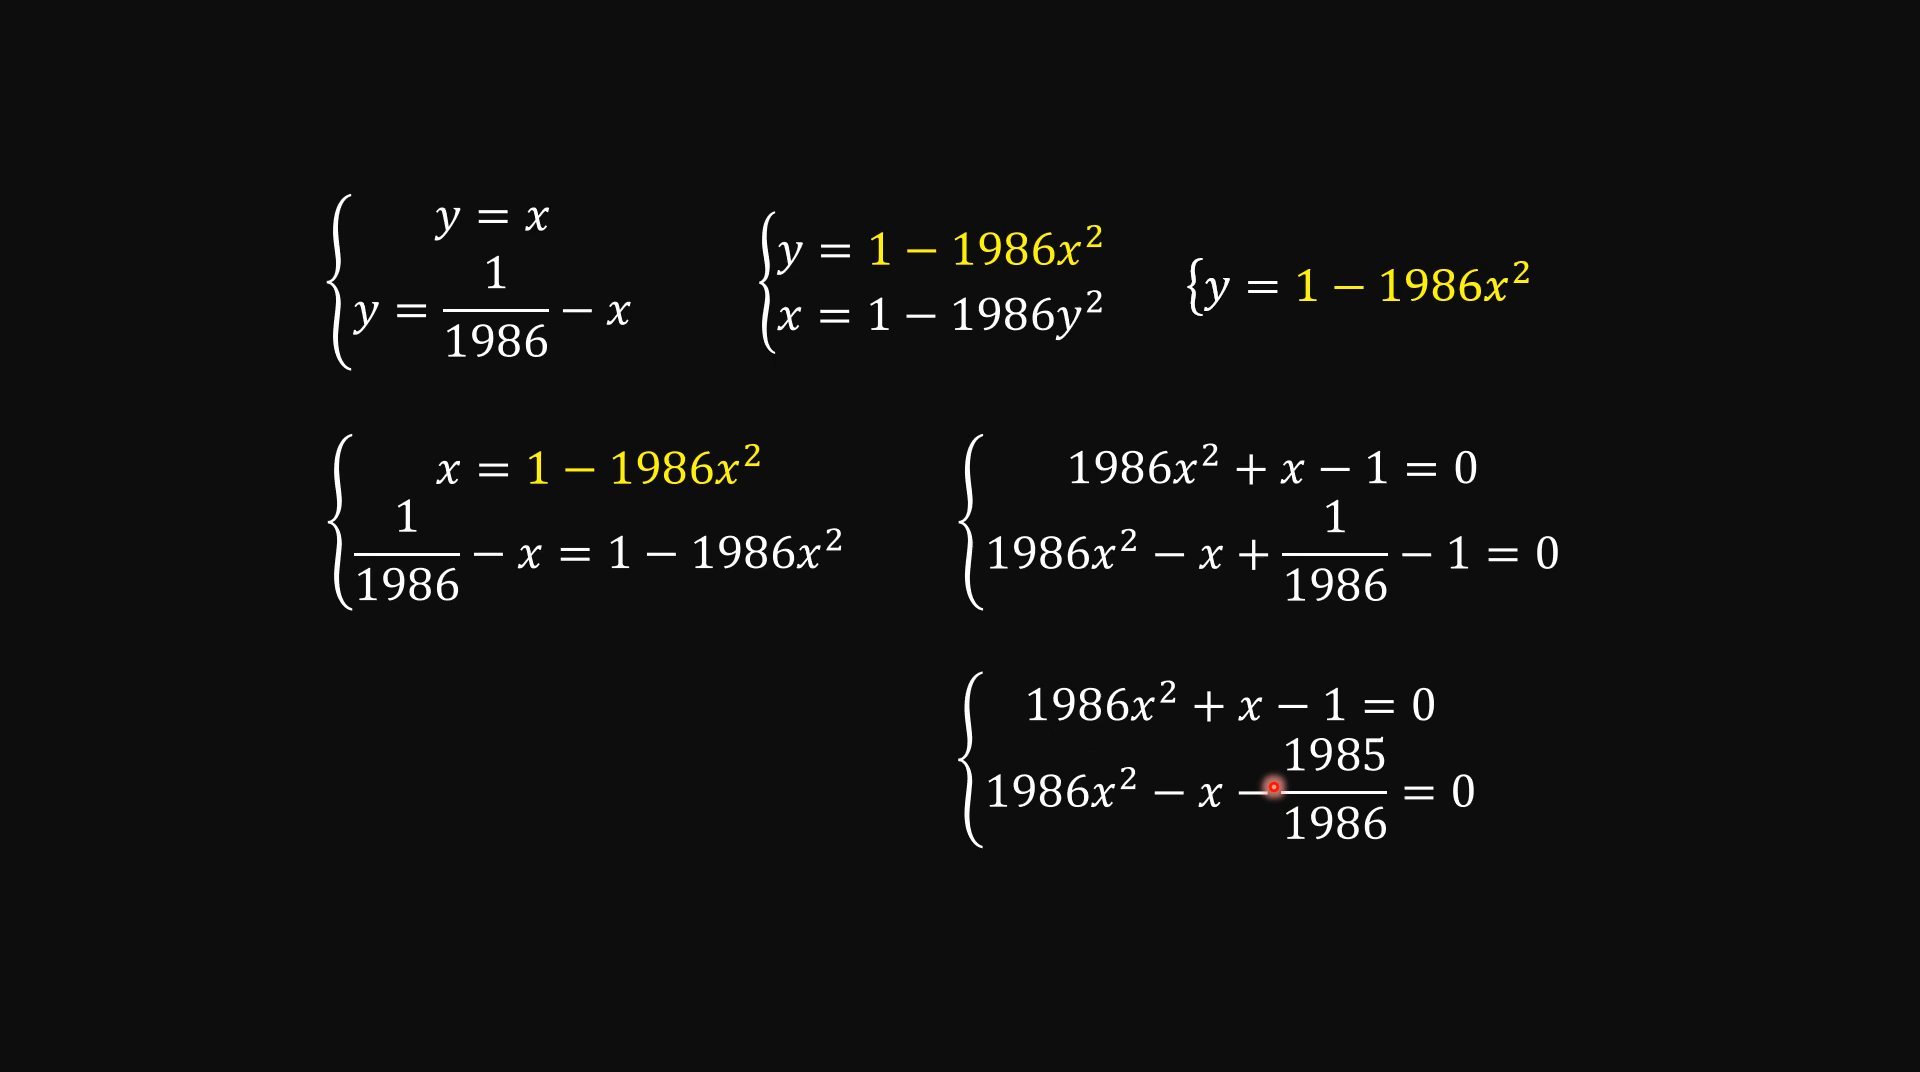 { y = x
y = 1/1986 − x
{ y = 1 − 1986x²
x = 1 − 1986y²
{y = 1 − 1986x²
{ x = 1 − 1986x²
1/1986 − x = 1 − 1986x²
{ 1986x² + x − 1 = 0
1986x² − x + 1/1986 − 1 = 0
{ 1986x² + x − 1 = 0
1986x² − x − 1985/1986 = 0